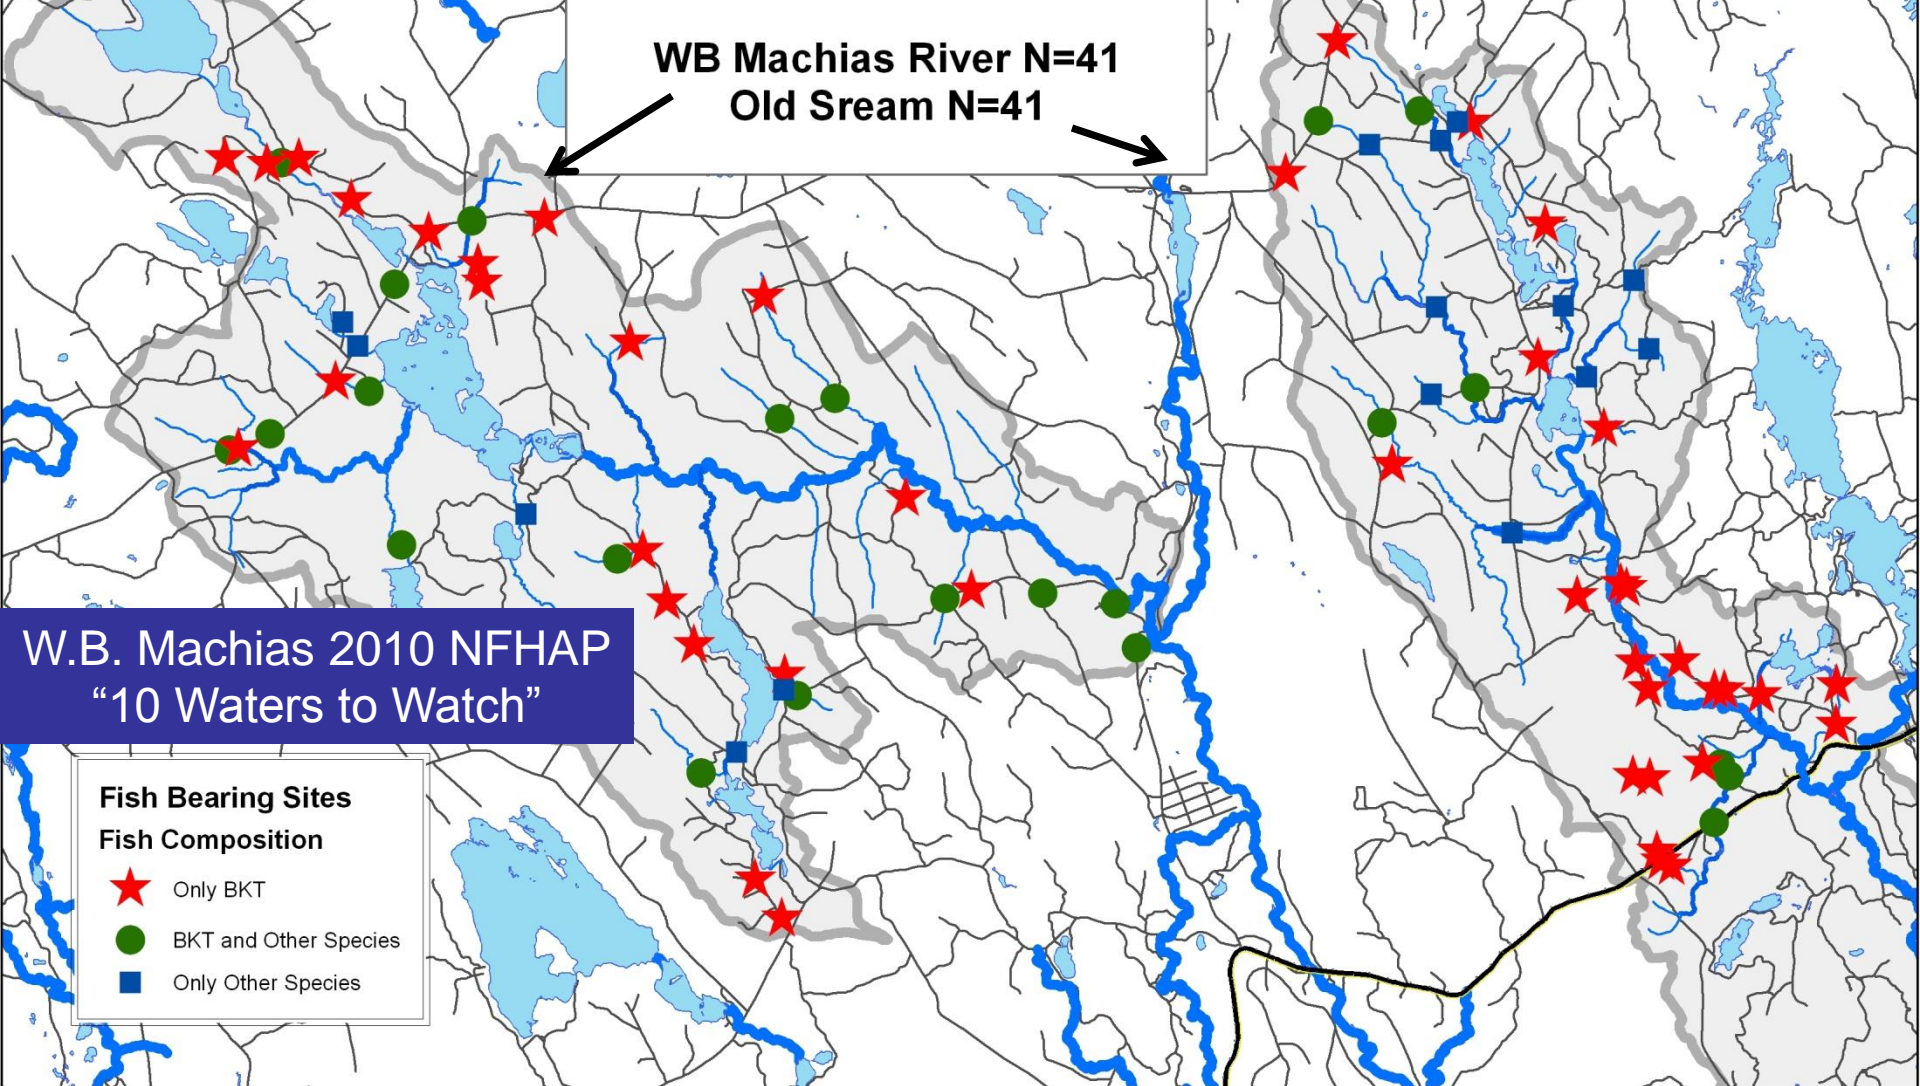 WB Machias River N=41
Old Sream N=41
W.B. Machias 2010 NFHAP
“10 Waters to Watch”
Fish Bearing Sites
Fish Composition
Only BKT
BKT and Other Species
Only Other Species